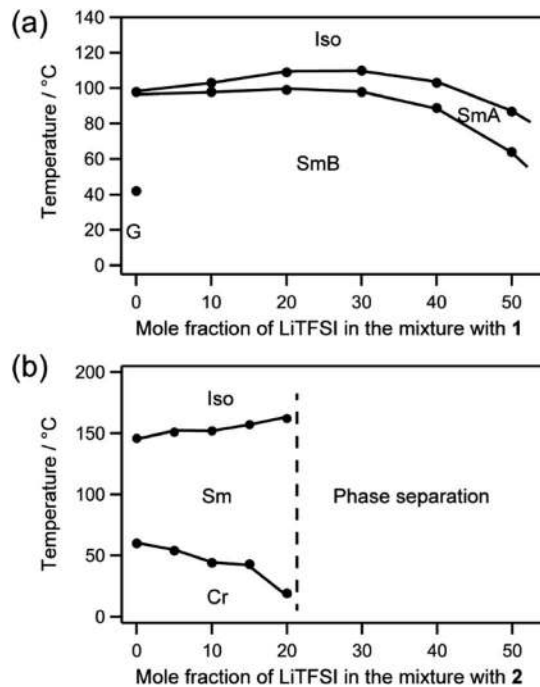 (a)
140
120
100
80
60
40
20
0
Temperature / °C
Iso
SmA
SmB
G
0 10 20 30 40 50
Mole fraction of LiTFSI in the mixture with 1
(b)
200
150
100
50
0
Temperature / °C
Iso
Sm
Phase separation
Cr
0 10 20 30 40 50
Mole fraction of LiTFSI in the mixture with 2